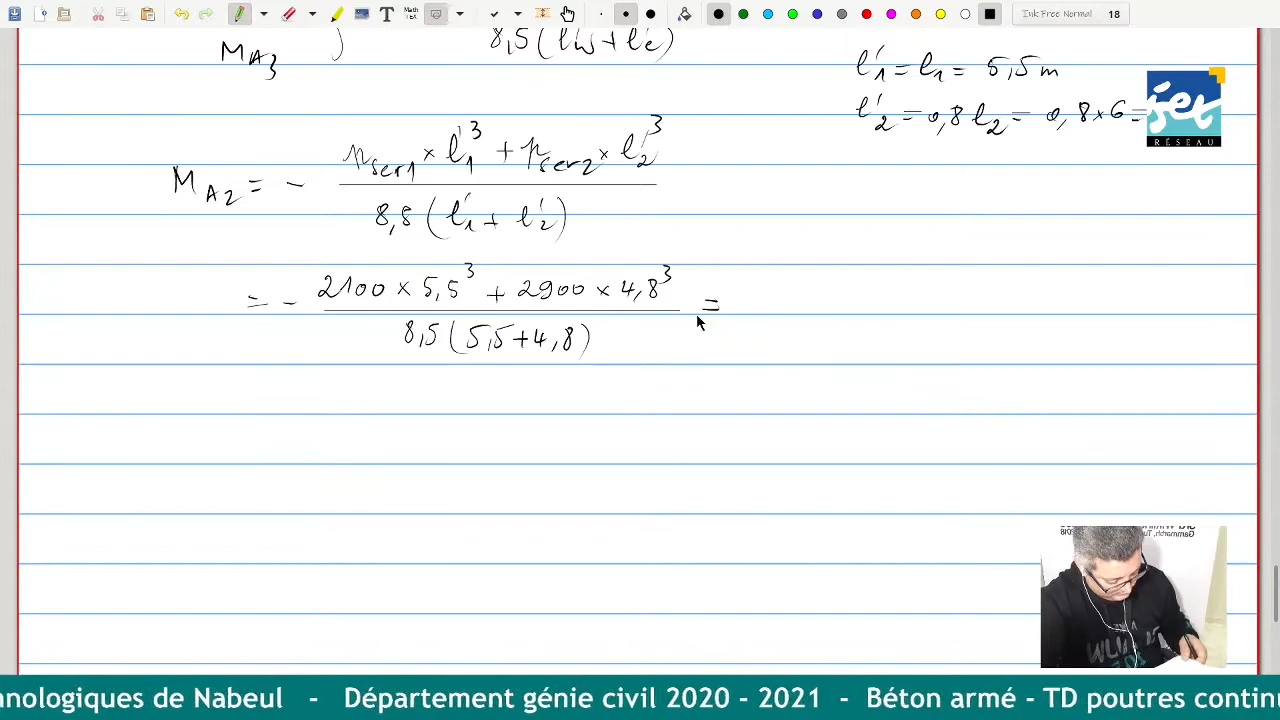 Ink Free Normal 18
M_A3 ) 8,5(l'w+l'e)
l'1 = l1 = 5,5m
l'2 = 0,8 l2 = 0,8×6 =
iset
RÉSEAU
M_A2 = - (p_ser1 × l'1^3 + p_ser2 × l'2^3) / 8,5 (l'1 + l'2)
= - (2100 × 5,5^3 + 2900 × 4,8^3) / 8,5 (5,5+4,8) =
hnologiques de Nabeul - Département génie civil 2020 - 2021 - Béton armé - TD poutres contin